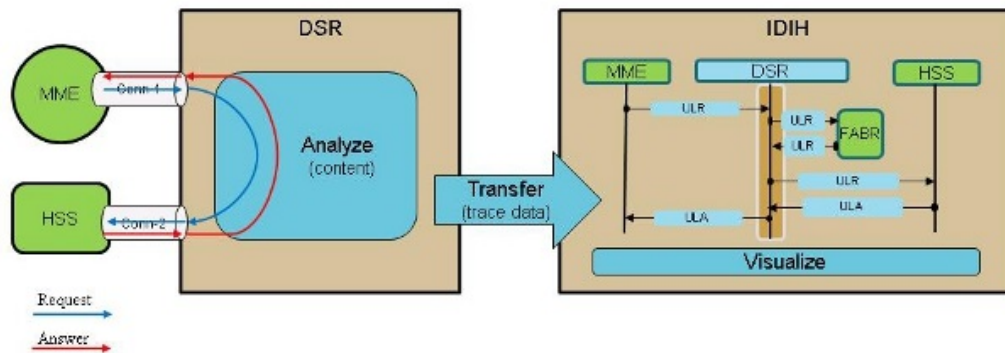 DSR
IDIH
MME
Conn-1
HSS
Conn-2
Analyze
(content)
Transfer
(trace data)
MME
DSR
HSS
ULR
ULR
FABR
ULR
ULR
ULA
ULA
Visualize
Request
Answer